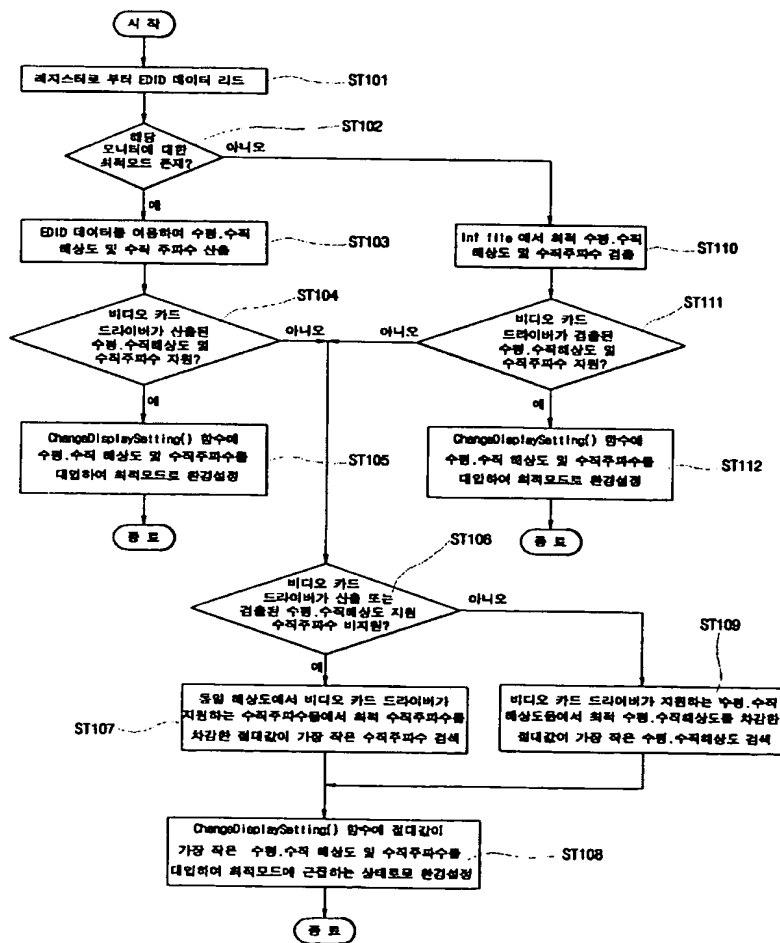 시 작
레지스터로 부터 EDID 데이터 리드
ST101
해당
모니터에 대한
최적모드 존재?
ST102
아니오
예
EDID 데이터를 이용하여 수평.수직
해상도 및 수직 주파수 산출
ST103
Inf file 에서 최적 수평.수직
해상도 및 수직주파수 검출
ST110
비디오 카드
드라이버가 산출된
수평.수직해상도 및
수직주파수 지원?
ST104
아니오
예
비디오 카드
드라이버가 검출된
수평.수직해상도 및
수직주파수 지원?
ST111
아니오
예
ChangeDisplaySetting() 함수에
수평.수직 해상도 및 수직주파수를
대입하여 최적모드로 환경설정
ST105
종 료
ChangeDisplaySetting() 함수에
수평.수직 해상도 및 수직주파수를
대입하여 최적모드로 환경설정
ST112
종 료
비디오 카드
드라이버가 산출 또는
검출된 수평.수직해상도 지원
수직주파수 비지원?
ST106
아니오
예
동일 해상도에서 비디오 카드 드라이버가
지원하는 수직주파수들에서 최적 수직주파수를
차감한 절대값이 가장 작은 수직주파수 검색
ST107
비디오 카드 드라이버가 지원하는 수평.수직
해상도들에서 최적 수평.수직해상도를 차감한
절대값이 가장 작은 수평.수직해상도 검색
ST109
ChangeDisplaySetting() 함수에 절대값이
가장 작은 수평.수직 해상도 및 수직주파수를
대입하여 최적모드에 근접하는 상태로모 환경설정
ST108
종 료